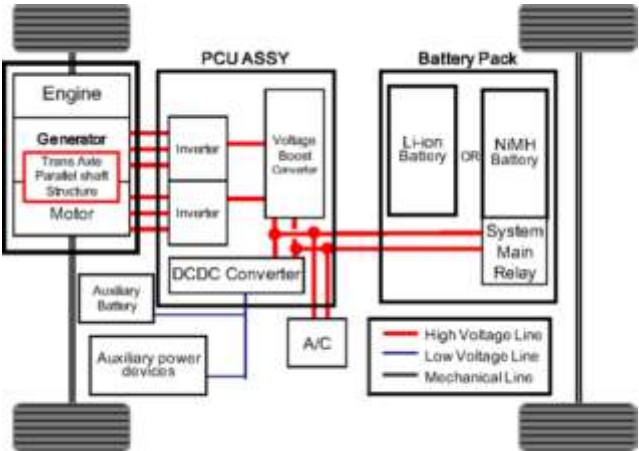 PCU ASSY
Battery Pack
Engine
Generator
Trans Axle
Parallel shaft
Structure
Motor
Inverter
Inverter
Voltage
Boost
Converter
DCDC Converter
Li-ion
Battery
OR
NiMH
Battery
System
Main
Relay
Auxiliary
Battery
Auxiliary power
devices
A/C
High Voltage Line
Low Voltage Line
Mechanical Line